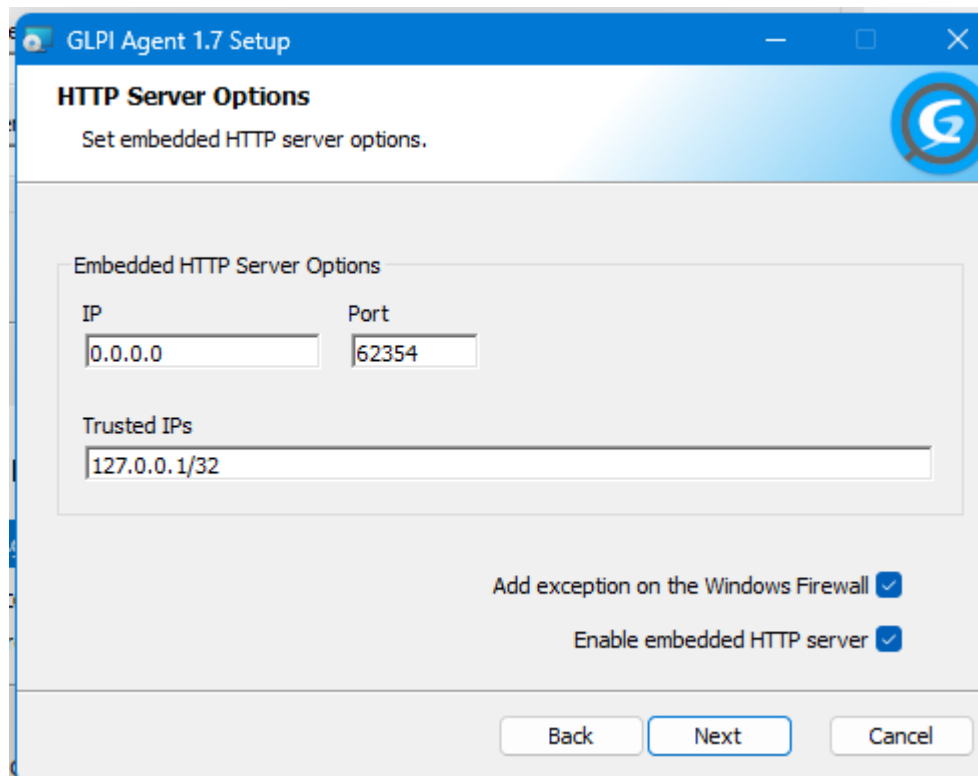 GLPI Agent 1.7 Setup
HTTP Server Options
Set embedded HTTP server options.
Embedded HTTP Server Options
IP Port
0.0.0.0 62354
Trusted IPs
127.0.0.1/32
Add exception on the Windows Firewall
Enable embedded HTTP server
Back Next Cancel